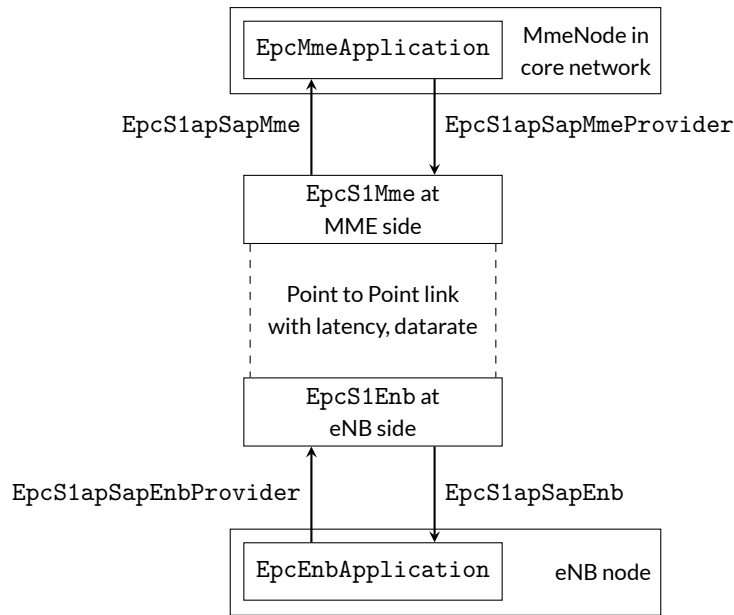 EpcMmeApplication
MmeNode in
core network
EpcS1apSapMme
EpcS1apSapMmeProvider
EpcS1Mme at
MME side
Point to Point link
with latency, datarate
EpcS1Enb at
eNB side
EpcS1apSapEnbProvider
EpcS1apSapEnb
EpcEnbApplication
eNB node